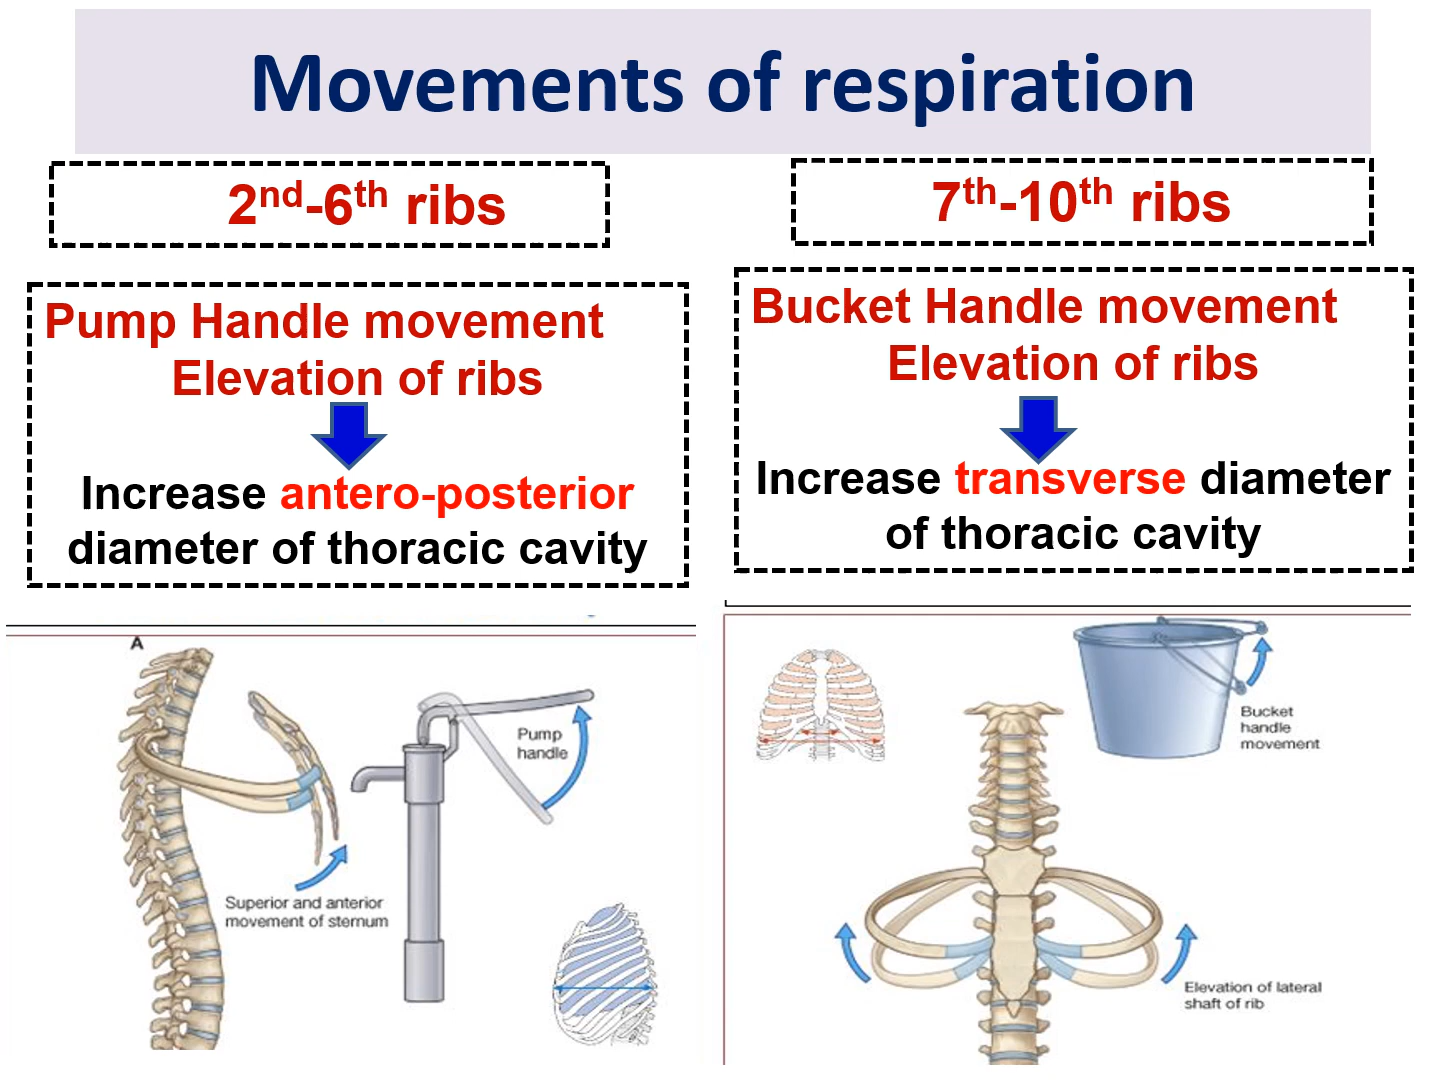 Movements of respiration
2nd-6th ribs
Pump Handle movement
Elevation of ribs
Increase antero-posterior
diameter of thoracic cavity
7th-10th ribs
Bucket Handle movement
Elevation of ribs
Increase transverse diameter
of thoracic cavity
A
Pump
handle
Superior and anterior
movement of sternum
Bucket
handle
movement
Elevation of lateral
shaft of rib